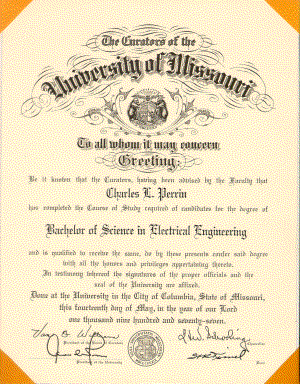 The Curators of the
University of Missouri
To all whom it may concern
Greeting:
Be it known that the Curators, having been advised by the Faculty that
Charles L. Perrin
has completed the Course of Study required of candidates for the degree of
Bachelor of Science in Electrical Engineering
and is qualified to receive the same, do by these presents confer said degree
with all the honors and privileges appertaining thereto.
In testimony whereof the signatures of the proper officials and the
seal of the University are affixed.
Done at the University in the City of Columbia, State of Missouri,
this fourteenth day of May, in the year of our Lord
one thousand nine hundred and seventy-seven.
President of the University
Dean